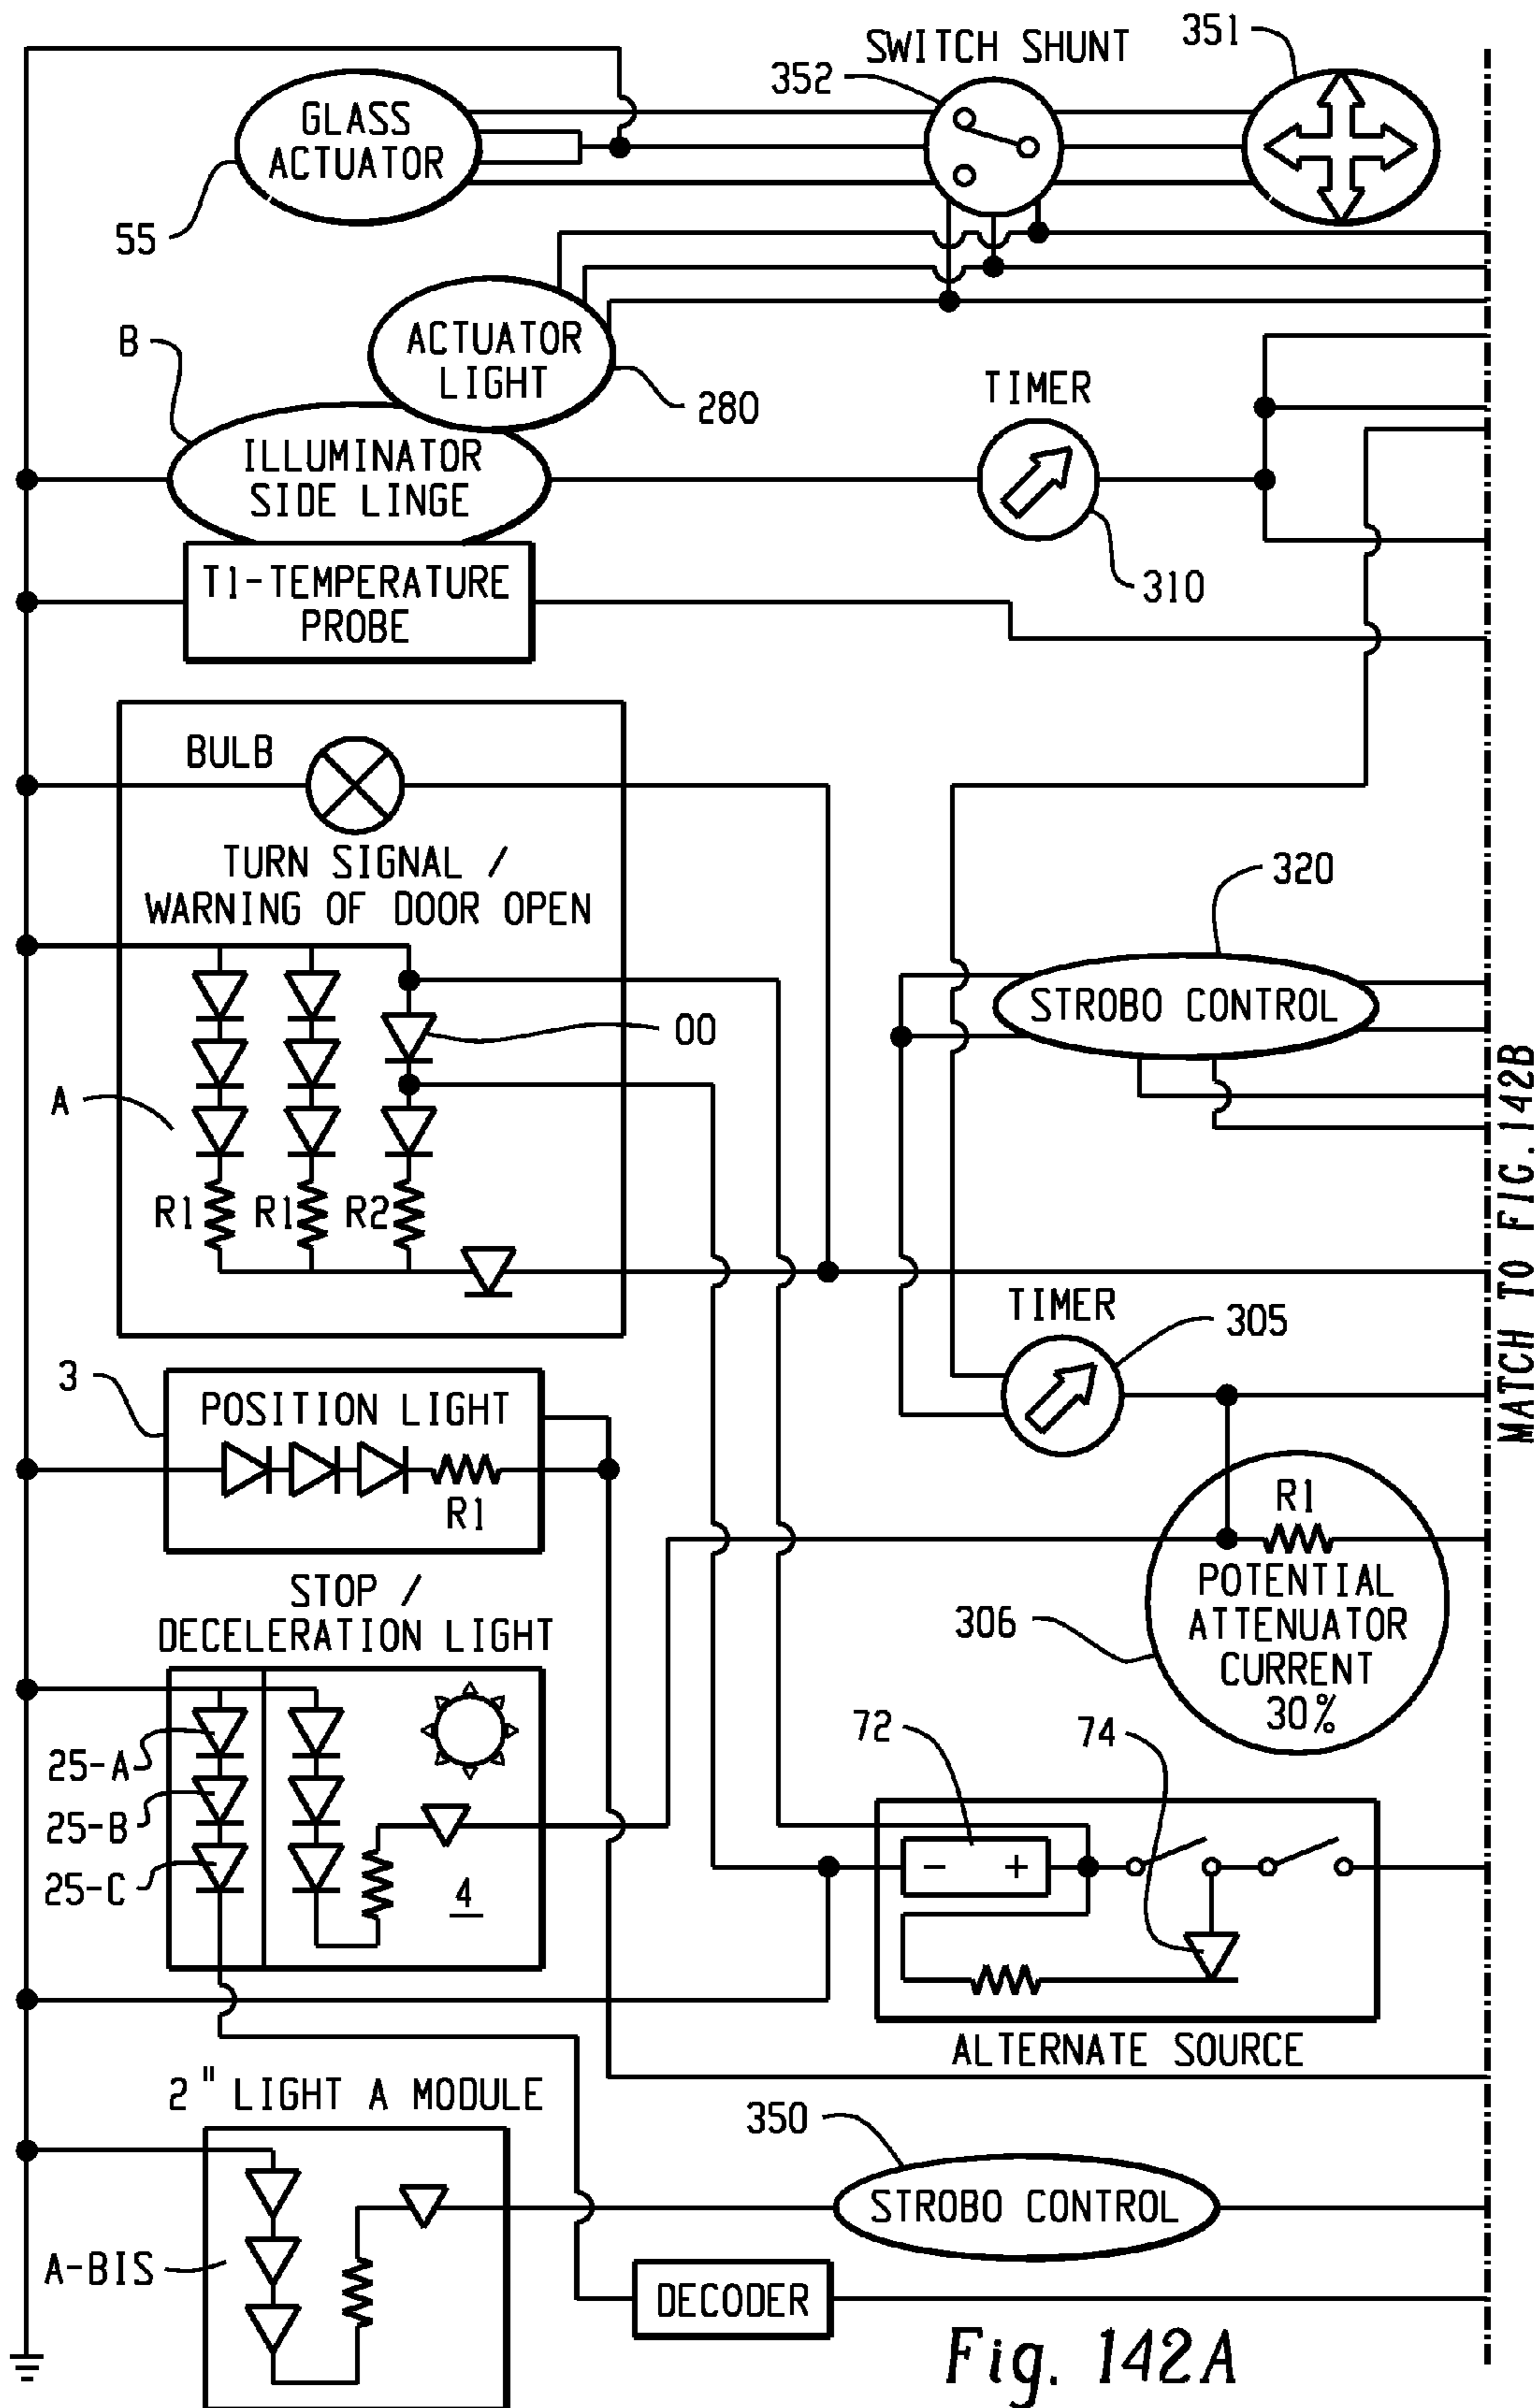 SWITCH SHUNT
351
352
GLASS
ACTUATOR
55
B
ACTUATOR
LIGHT
280
TIMER
ILLUMINATOR
SIDE LINGE
310
T1-TEMPERATURE
PROBE
BULB
TURN SIGNAL /
WARNING OF DOOR OPEN
320
STROBO CONTROL
00
A
R1
R1
R2
MATCH TO FIG.142B
TIMER
305
3
POSITION LIGHT
R1
R1
POTENTIAL
ATTENUATOR
CURRENT
30%
306
STOP /
DECELERATION LIGHT
72
74
25-A
25-B
25-C
4
- +
ALTERNATE SOURCE
2" LIGHT A MODULE
350
STROBO CONTROL
A-BIS
DECODER
Fig. 142A